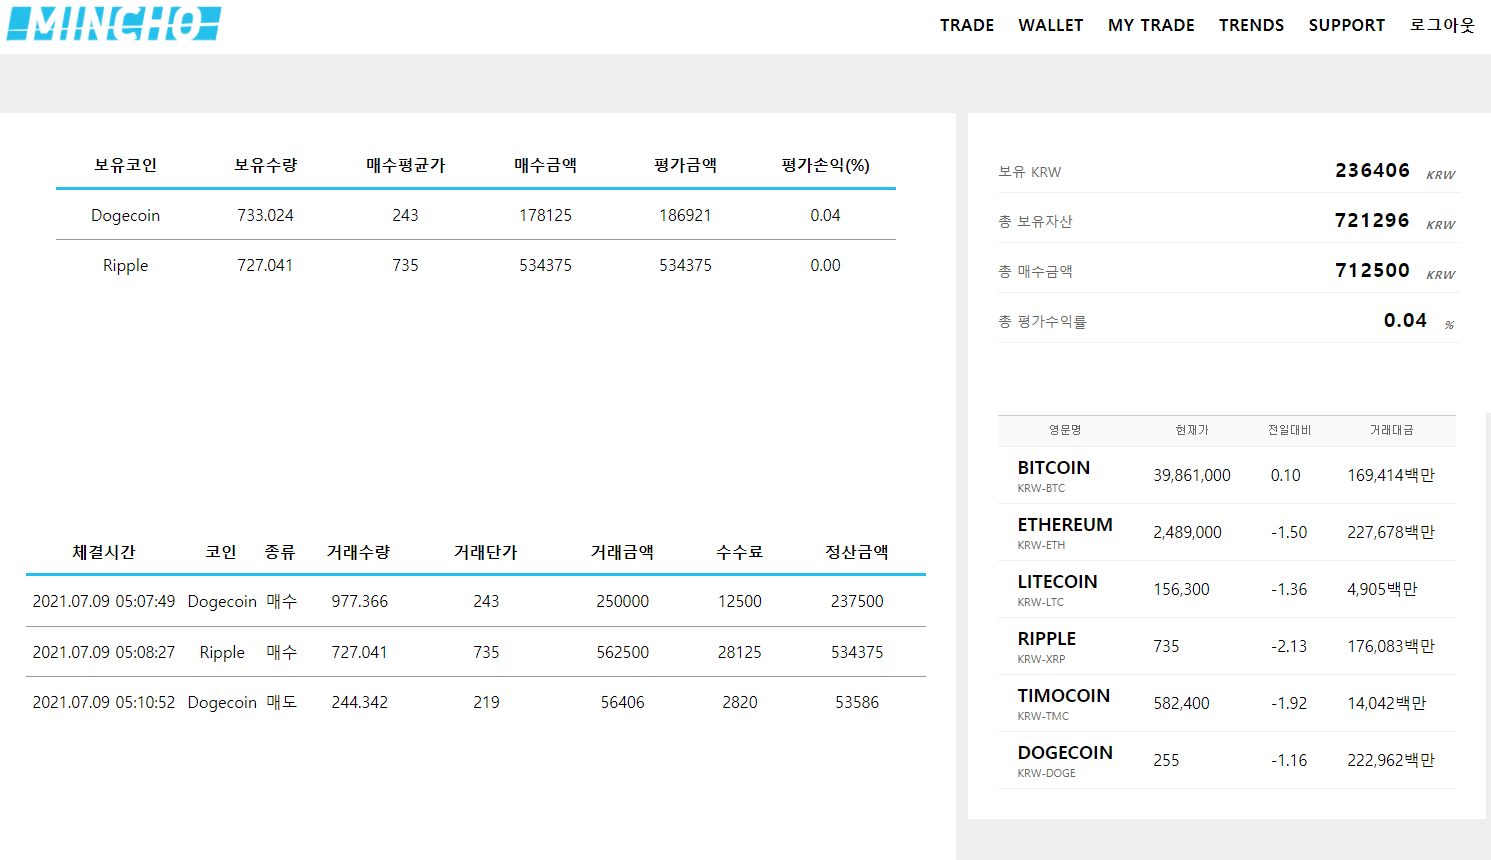 MINCHO
TRADE WALLET MY TRADE TRENDS SUPPORT 로그아웃
보유코인 보유수량 매수평균가 매수금액 평가금액 평가손익(%)
Dogecoin 733.024 243 178125 186921 0.04
Ripple 727.041 735 534375 534375 0.00
체결시간 코인 종류 거래수량 거래단가 거래금액 수수료 정산금액
2021.07.09 05:07:49 Dogecoin 매수 977.366 243 250000 12500 237500
2021.07.09 05:08:27 Ripple 매수 727.041 735 562500 28125 534375
2021.07.09 05:10:52 Dogecoin 매도 244.342 219 56406 2820 53586
보유 KRW 236406 KRW
총 보유자산 721296 KRW
총 매수금액 712500 KRW
총 평가수익률 0.04 %
영문명 현재가 전일대비 거래대금
BITCOIN 39,861,000 0.10 169,414백만
KRW-BTC
ETHEREUM 2,489,000 -1.50 227,678백만
KRW-ETH
LITECOIN 156,300 -1.36 4,905백만
KRW-LTC
RIPPLE 735 -2.13 176,083백만
KRW-XRP
TIMOCOIN 582,400 -1.92 14,042백만
KRW-TMC
DOGECOIN 255 -1.16 222,962백만
KRW-DOGE